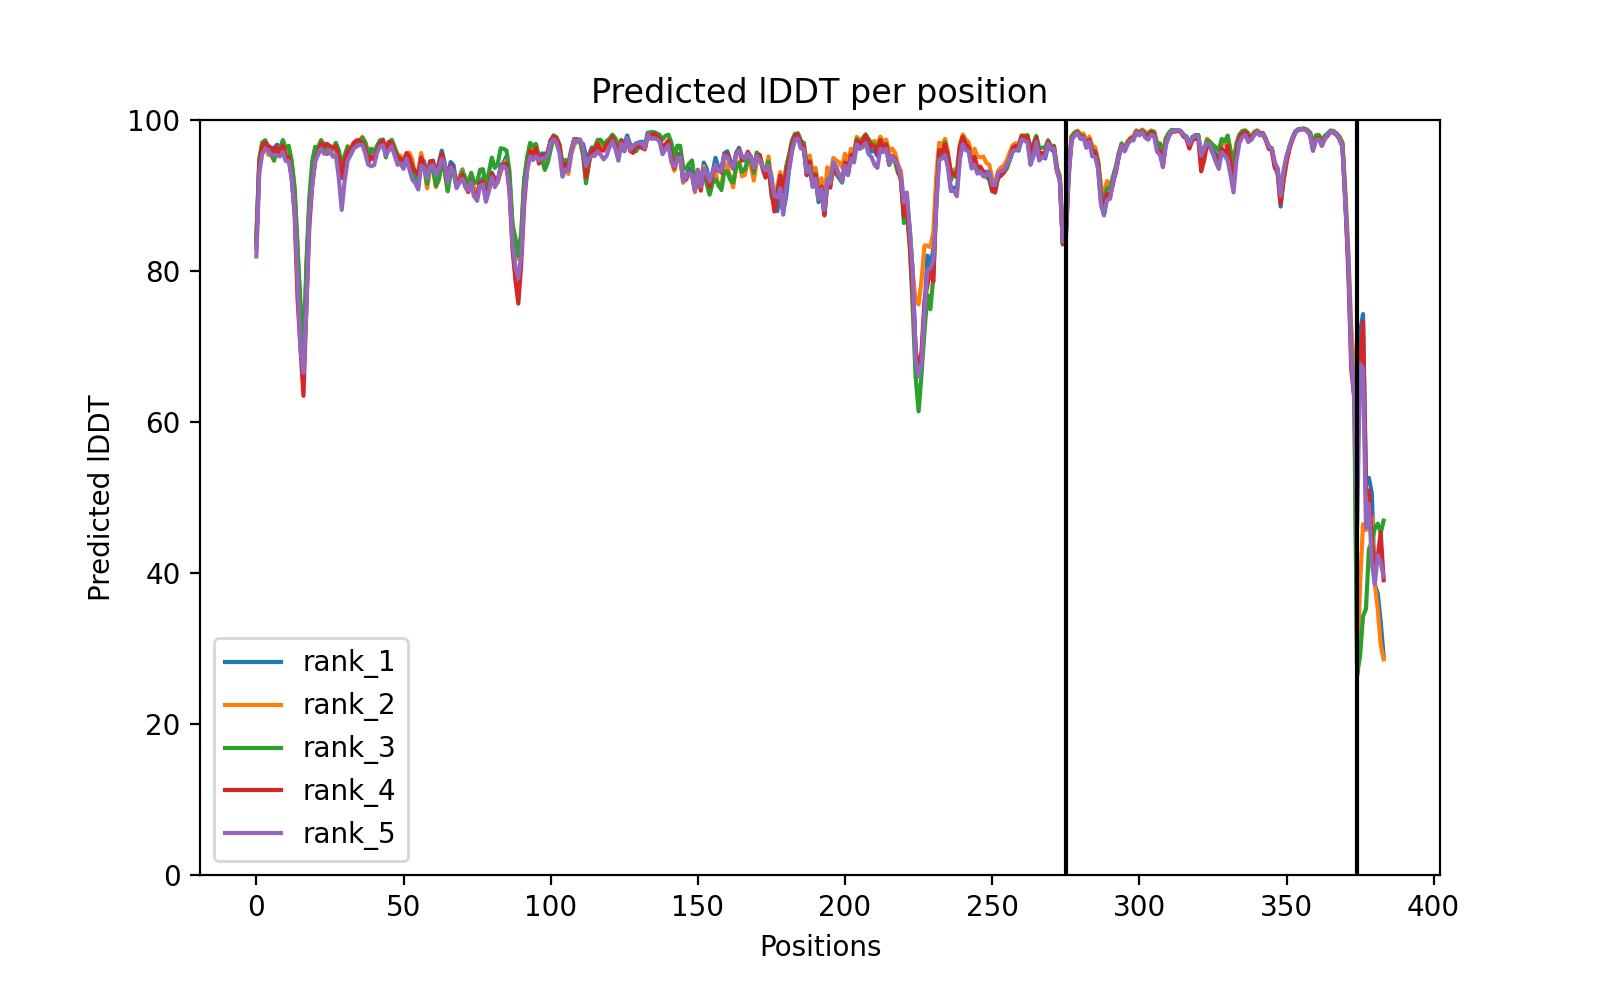 Predicted lDDT per position
100
80
60
40
20
0
Predicted lDDT
rank_1
rank_2
rank_3
rank_4
rank_5
0 50 100 150 200 250 300 350 400
Positions